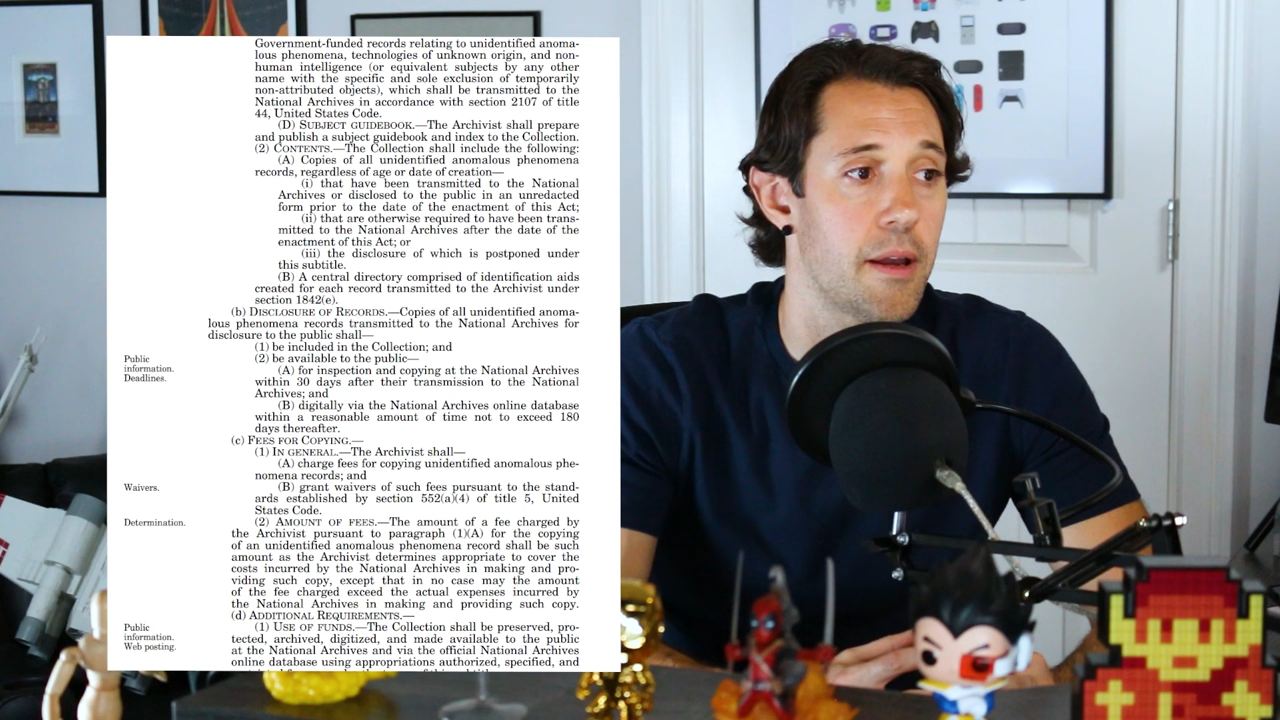 Government-funded records relating to unidentified anoma-
lous phenomena, technologies of unknown origin, and non-
human intelligence (or equivalent subjects by any other
name with the specific and sole exclusion of temporarily
non-attributed objects), which shall be transmitted to the
National Archives in accordance with section 2107 of title
44, United States Code.
(D) SUBJECT GUIDEBOOK.—The Archivist shall prepare
and publish a subject guidebook and index to the Collection.
(2) CONTENTS.—The Collection shall include the following:
(A) Copies of all unidentified anomalous phenomena
records, regardless of age or date of creation—
(i) that have been transmitted to the National
Archives or disclosed to the public in an unredacted
form prior to the date of the enactment of this Act;
(ii) that are otherwise required to have been trans-
mitted to the National Archives after the date of the
enactment of this Act; or
(iii) the disclosure of which is postponed under
this subtitle.
(B) A central directory comprised of identification aids
created for each record transmitted to the Archivist under
section 1842(e).
(b) DISCLOSURE OF RECORDS.—Copies of all unidentified anoma-
lous phenomena records transmitted to the National Archives for
disclosure to the public shall—
(1) be included in the Collection; and
(2) be available to the public—
Public
information.
Deadlines.
(A) for inspection and copying at the National Archives
within 30 days after their transmission to the National
Archives; and
(B) digitally via the National Archives online database
within a reasonable amount of time not to exceed 180
days thereafter.
(c) FEES FOR COPYING.—
(1) IN GENERAL.—The Archivist shall—
(A) charge fees for copying unidentified anomalous phe-
nomena records; and
Waivers.
(B) grant waivers of such fees pursuant to the stand-
ards established by section 552(a)(4) of title 5, United
States Code.
Determination.
(2) AMOUNT OF FEES.—The amount of a fee charged by
the Archivist pursuant to paragraph (1)(A) for the copying
of an unidentified anomalous phenomena record shall be such
amount as the Archivist determines appropriate to cover the
costs incurred by the National Archives in making and pro-
viding such copy, except that in no case may the amount
of the fee charged exceed the actual expenses incurred by
the National Archives in making and providing such copy.
(d) ADDITIONAL REQUIREMENTS.—
Public
information.
Web posting.
(1) USE OF FUNDS.—The Collection shall be preserved, pro-
tected, archived, digitized, and made available to the public
at the National Archives and via the official National Archives
online database using appropriations authorized, specified, and